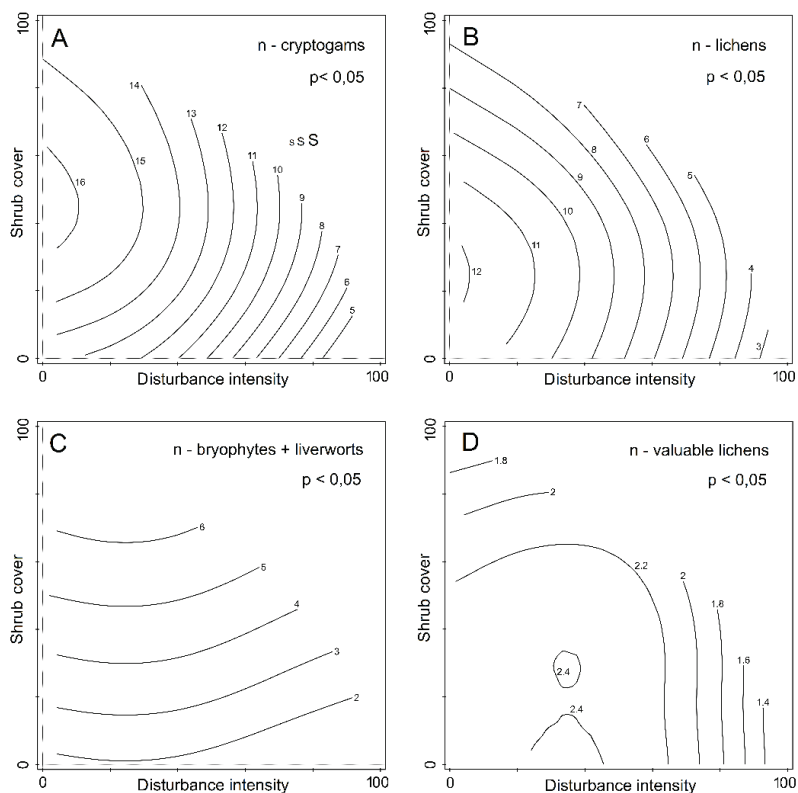 100
A
n - cryptogams
p< 0,05
14
13
12
sSS
11
15
10
16
9
8
7
6
5
Shrub cover
0
0
Disturbance intensity
100
100
B
n - lichens
p < 0,05
7
6
8
5
9
10
11
12
4
3
Shrub cover
0
0
Disturbance intensity
100
100
C
n - bryophytes + liverworts
p < 0,05
6
5
4
3
2
Shrub cover
0
0
Disturbance intensity
100
100
D
n - valuable lichens
p < 0,05
1.8
2
2.2
2
1.8
2.4
1.6
2.4
1.4
Shrub cover
0
0
Disturbance intensity
100